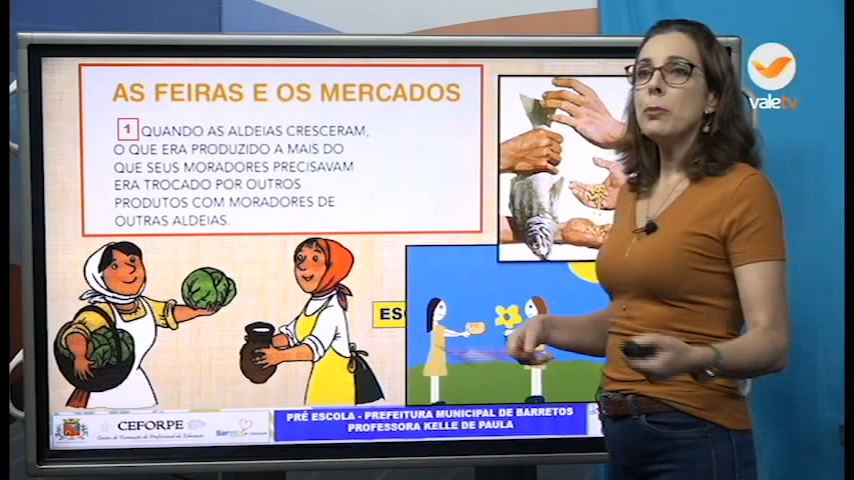 AS FEIRAS E OS MERCADOS
1 QUANDO AS ALDEIAS CRESCERAM,
O QUE ERA PRODUZIDO A MAIS DO
QUE SEUS MORADORES PRECISAVAM
ERA TROCADO POR OUTROS
PRODUTOS COM MORADORES DE
OUTRAS ALDEIAS.
valetv
CEFORPE
PRÉ ESCOLA - PREFEITURA MUNICIPAL DE BARRETOS
PROFESSORA KELLE DE PAULA